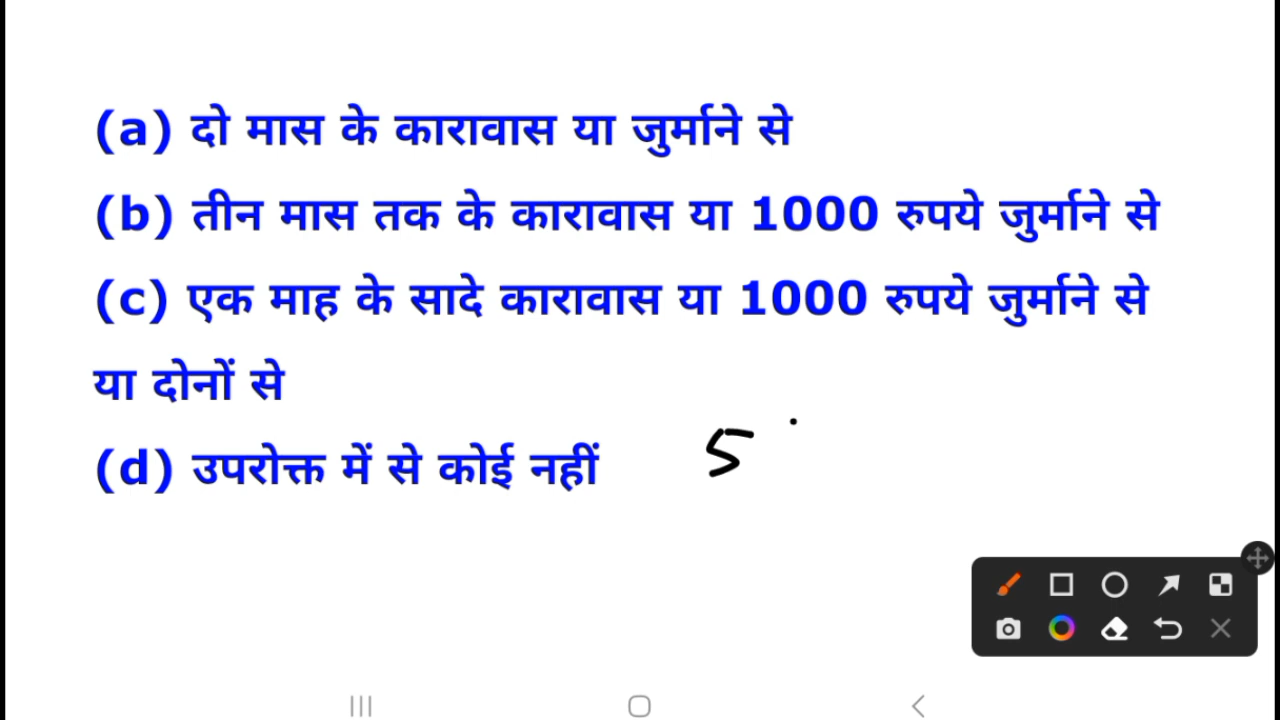 (a) दो मास के कारावास या जुर्माने से
(b) तीन मास तक के कारावास या 1000 रुपये जुर्माने से
(c) एक माह के सादे कारावास या 1000 रुपये जुर्माने से
या दोनों से
(d) उपरोक्त में से कोई नहीं
5